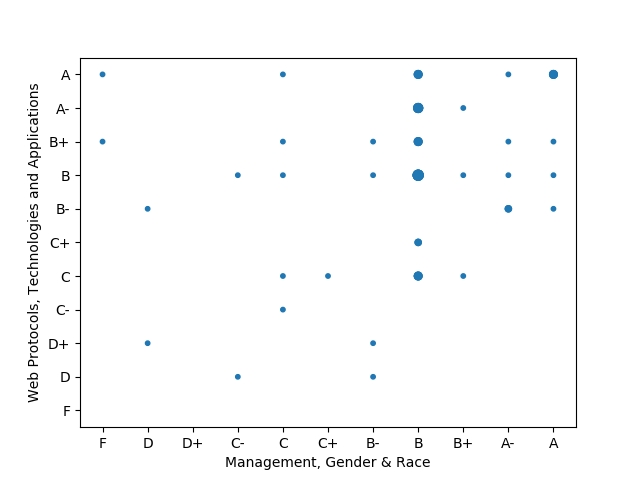 Web Protocols, Technologies and Applications
A
A-
B+
B
B-
C+
C
C-
D+
D
F
F D D+ C- C C+ B- B B+ A- A
Management, Gender & Race